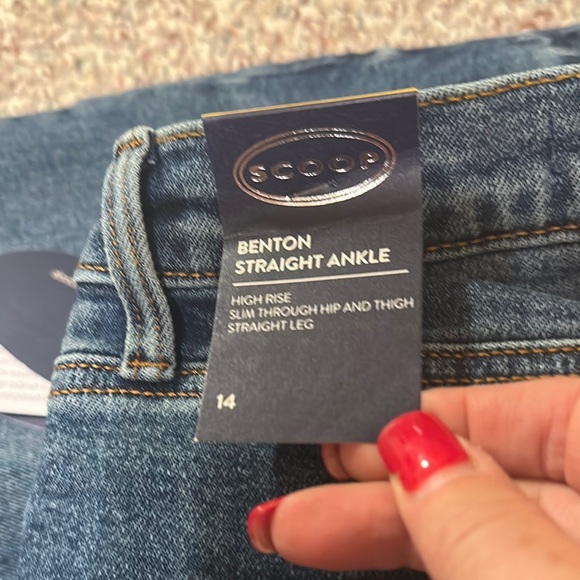 SCOOP
BENTON
STRAIGHT ANKLE
HIGH RISE
SLIM THROUGH HIP AND THIGH
STRAIGHT LEG
14